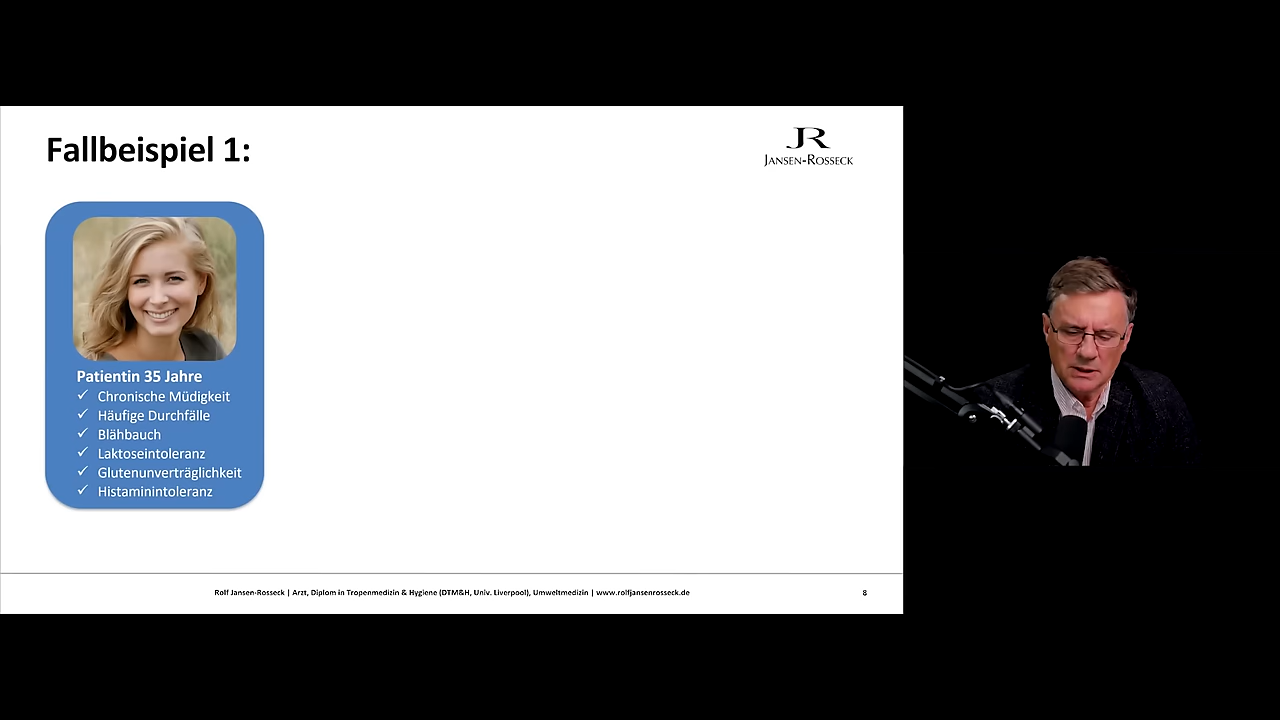 Fallbeispiel 1:
JR
JANSEN-ROSSECK
Patientin 35 Jahre
✓ Chronische Müdigkeit
✓ Häufige Durchfälle
✓ Blähbauch
✓ Laktoseintoleranz
✓ Glutenunverträglichkeit
✓ Histaminintoleranz
Rolf Jansen-Rosseck | Arzt, Diplom in Tropenmedizin & Hygiene (DTM&H, Univ. Liverpool), Umweltmedizin | www.rolfjansenrosseck.de
8